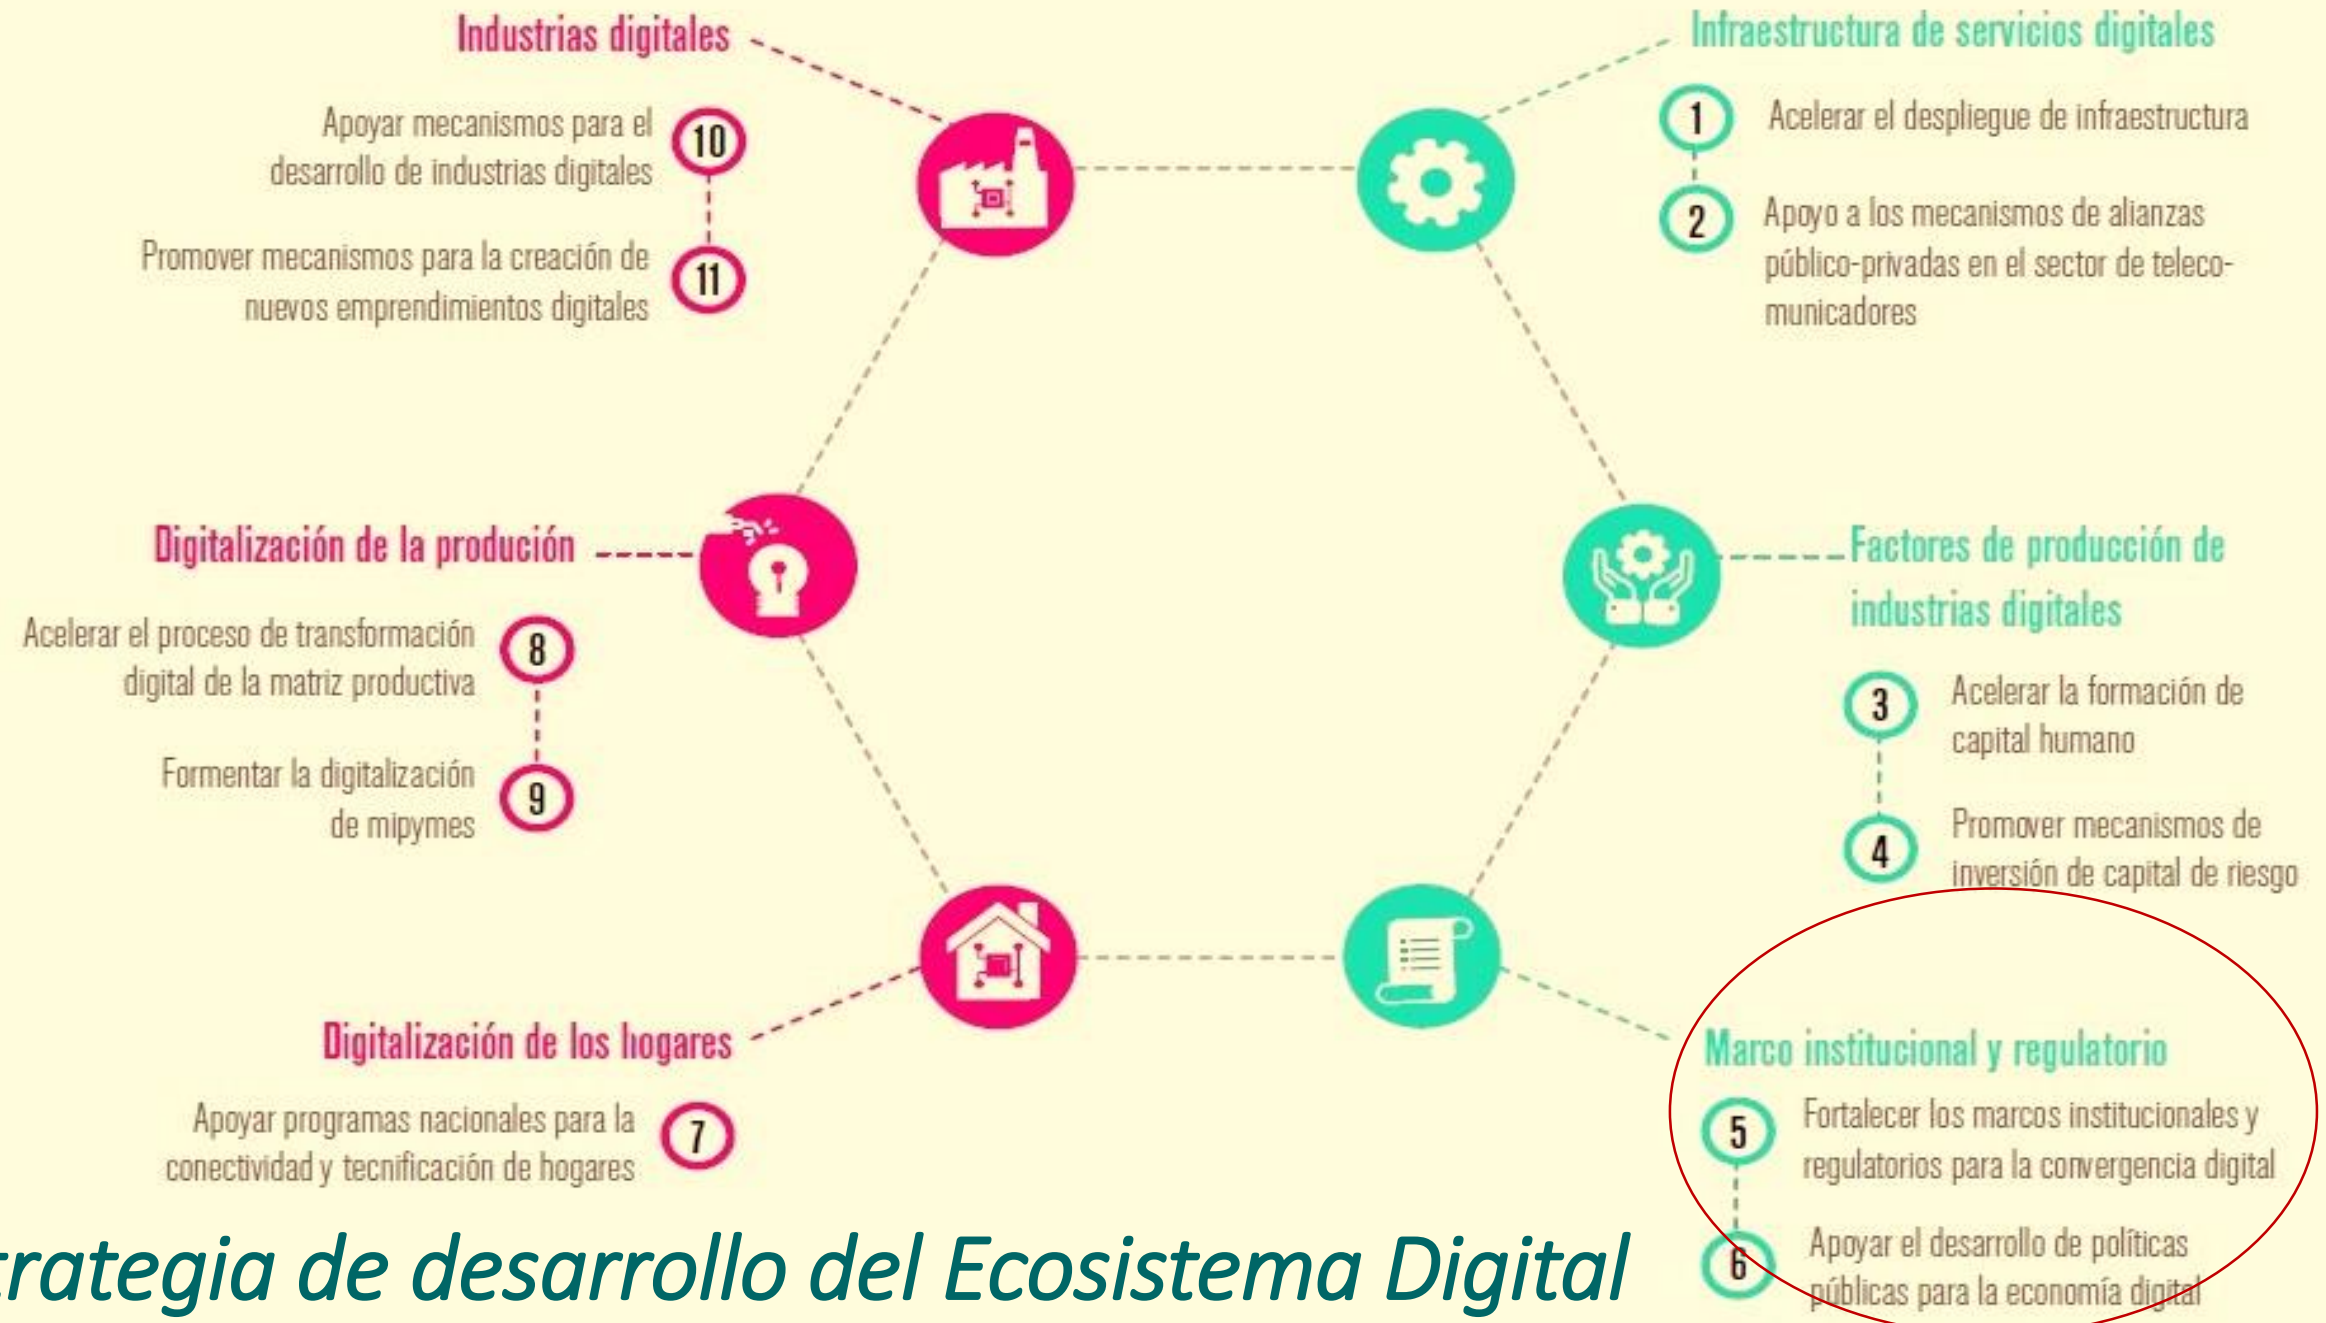 Industrias digitales
10
Apoyar mecanismos para el
desarrollo de industrias digitales
11
Promover mecanismos para la creación de
nuevos emprendimientos digitales
Infraestructura de servicios digitales
1
Acelerar el despliegue de infraestructura
2
Apoyo a los mecanismos de alianzas
público-privadas en el sector de teleco-
municadores
Digitalización de la produción
8
Acelerar el proceso de transformación
digital de la matriz productiva
9
Formentar la digitalización
de mipymes
Factores de producción de
industrias digitales
3
Acelerar la formación de
capital humano
4
Promover mecanismos de
inversión de capital de riesgo
Digitalización de los hogares
7
Apoyar programas nacionales para la
conectividad y tecnificación de hogares
Marco institucional y regulatorio
5
Fortalecer los marcos institucionales y
regulatorios para la convergencia digital
6
Apoyar el desarrollo de políticas
públicas para la economía digital
trategia de desarrollo del Ecosistema Digital